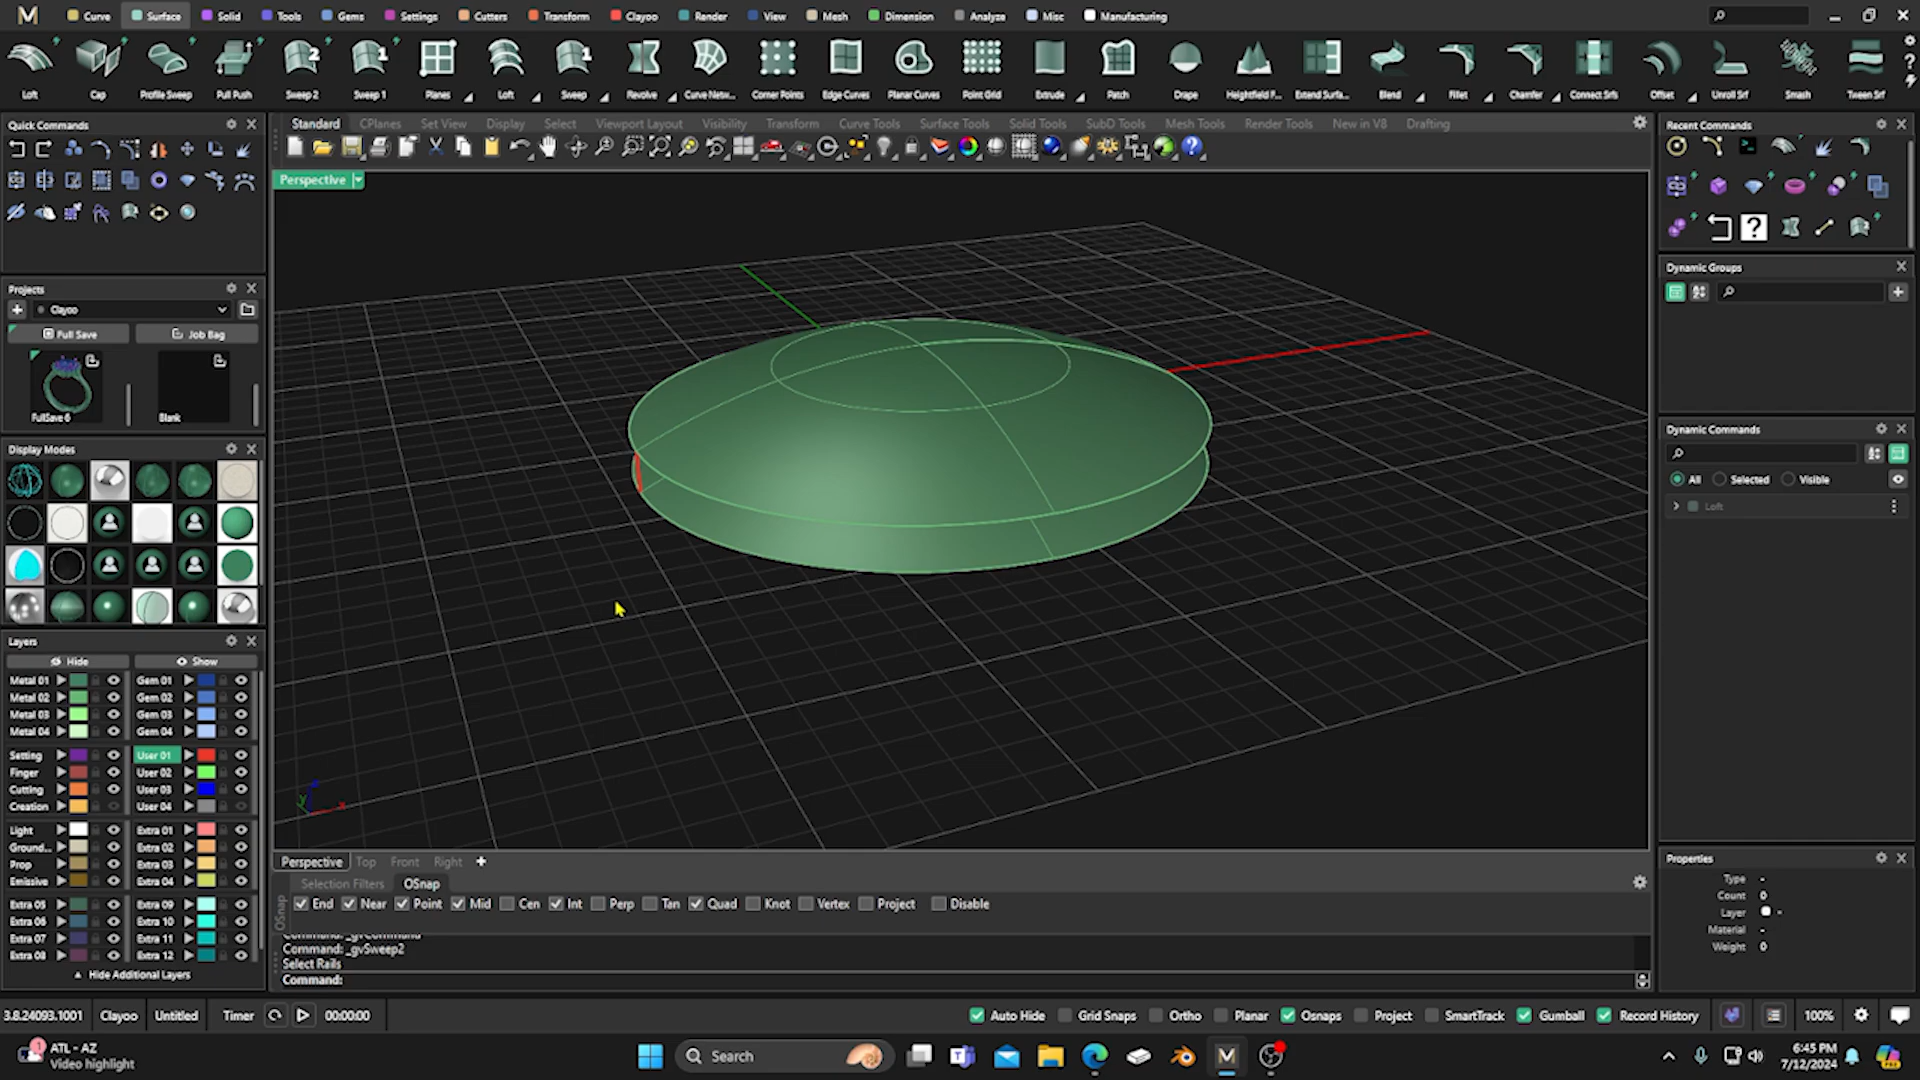 Curve Surface Solid Tools Gems Settings Cutters Transform Clayoo Render View Mesh Dimension Analyze Misc Manufacturing
Loft Cap Profile Sweep Pull Push Sweep 2 Sweep 1 Planes Loft Sweep Revolve Curve Netw... Corner Points Edge Curves Planar Curves Point Grid Extrude Patch Drape Heightfield F... Extend Surfa... Blend Fillet Chamfer Connect Srfs Offset Unroll Srf Smash Tween Srf
Quick Commands
Standard CPlanes Set View Display Select Viewport Layout Visibility Transform Curve Tools Surface Tools Solid Tools SubD Tools Mesh Tools Render Tools New in V8 Drafting
Recent Commands
Perspective
Dynamic Groups
Projects
Clayoo
Full Save Job Bag
FullSave 6 Blank
Dynamic Commands
All Selected Visible
Loft
Display Modes
Layers
Hide Show
Metal 01 Gem 01
Metal 02 Gem 02
Metal 03 Gem 03
Metal 04 Gem 04
Setting User 01
Finger User 02
Cutting User 03
Creation User 04
Light Extra 01
Ground... Extra 02
Prop Extra 03
Emissive Extra 04
Extra 05 Extra 09
Extra 06 Extra 10
Extra 07 Extra 11
Extra 08 Extra 12
Hide Additional Layers
y x
Perspective Top Front Right
Selection Filters OSnap
OSnap
End Near Point Mid Cen Int Perp Tan Quad Knot Vertex Project Disable
Command: _gvCommand
Command: _gvSweep2
Select Rails
Command:
Properties
Type -
Count 0
Layer -
Material -
Weight 0
3.8.24093.1001 Clayoo Untitled Timer 00:00:00 Auto Hide Grid Snaps Ortho Planar Osnaps Project SmartTrack Gumball Record History 100%
1
ATL - AZ
Video highlight
Search
6:45 PM
7/12/2024